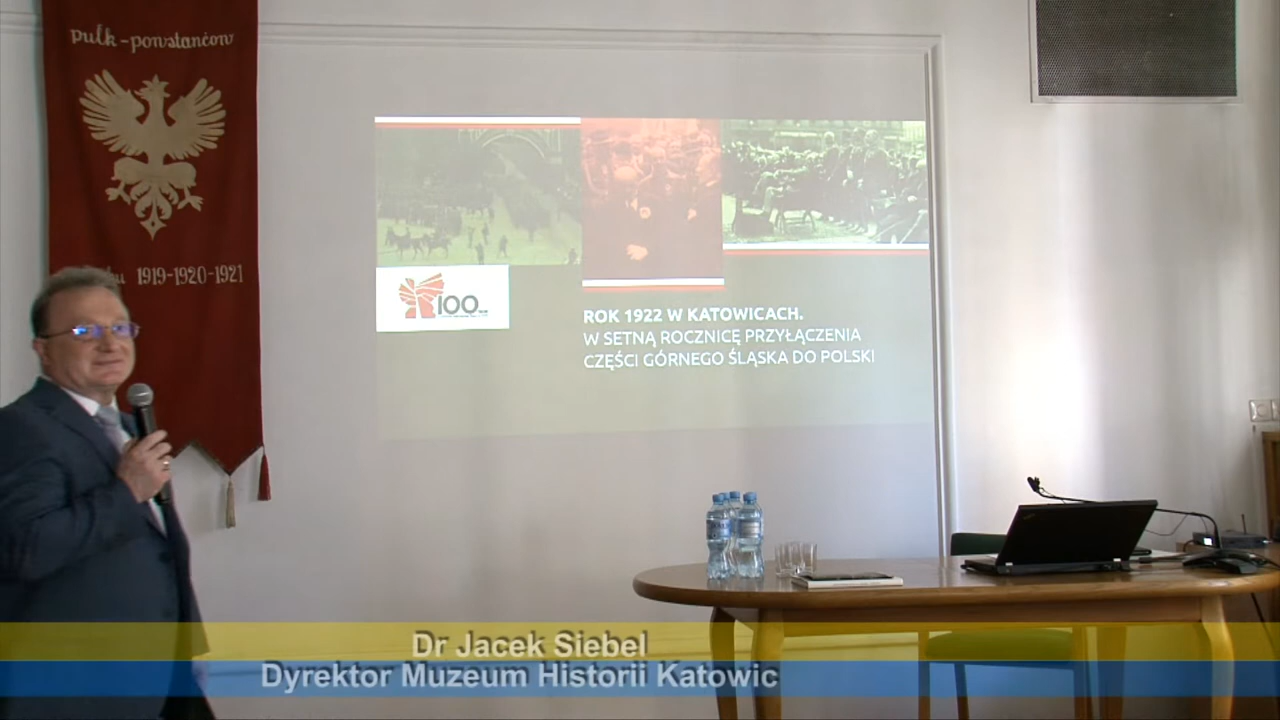 pułk-powstańców
1919-1920-1921
100
ROK 1922 W KATOWICACH.
W SETNĄ ROCZNICĘ PRZYŁĄCZENIA
CZĘŚCI GÓRNEGO ŚLĄSKA DO POLSKI
Dr Jacek Siebel
Dyrektor Muzeum Historii Katowic